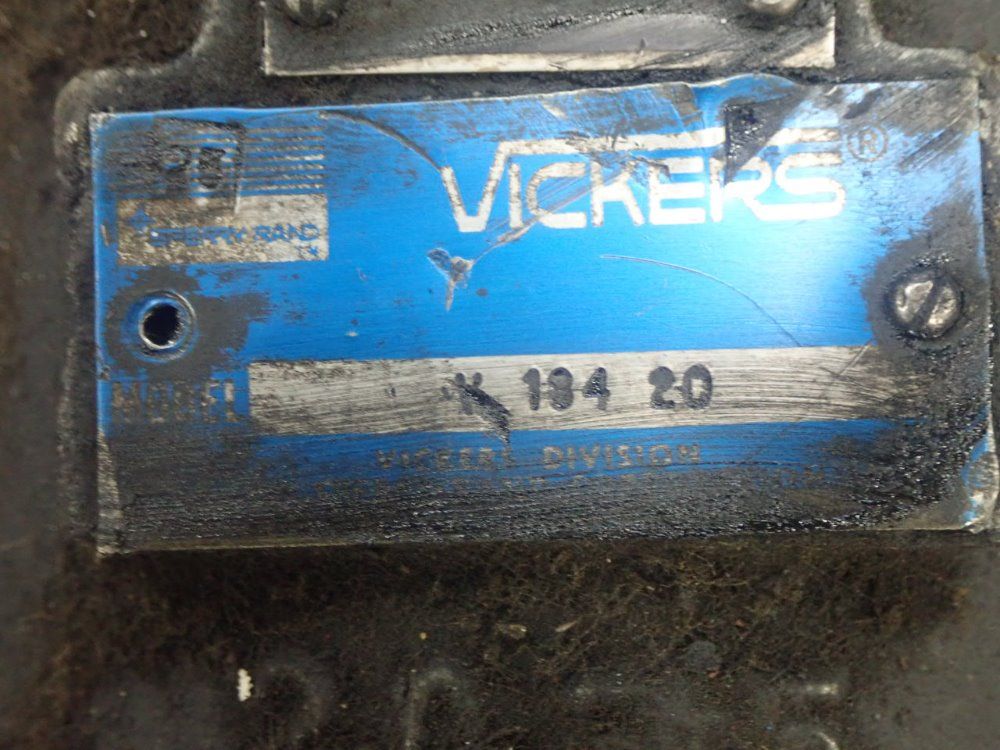 VICKERS®
SPERRY RAND
MODEL
K 184 20
VICKERS DIVISION